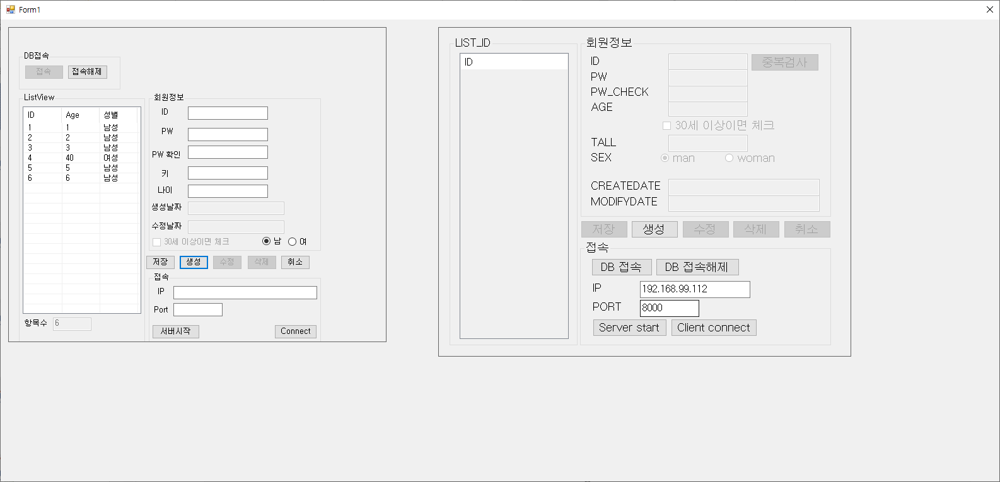 Form1
DB접속
접속 접속해제
ListView
ID Age 성별
1 1 남성
2 2 남성
3 3 남성
4 40 여성
5 5 남성
6 6 남성
항목수 6
회원정보
ID
PW
PW 확인
키
나이
생성날짜
수정날짜
30세 이상이면 체크 남 여
저장 생성 수정 삭제 취소
접속
IP
Port
서버시작 Connect
LIST_ID
ID
회원정보
ID 중복검사
PW
PW_CHECK
AGE
30세 이상이면 체크
TALL
SEX man woman
CREATEDATE
MODIFYDATE
저장 생성 수정 삭제 취소
접속
DB 접속 DB 접속해제
IP 192.168.99.112
PORT 8000
Server start Client connect